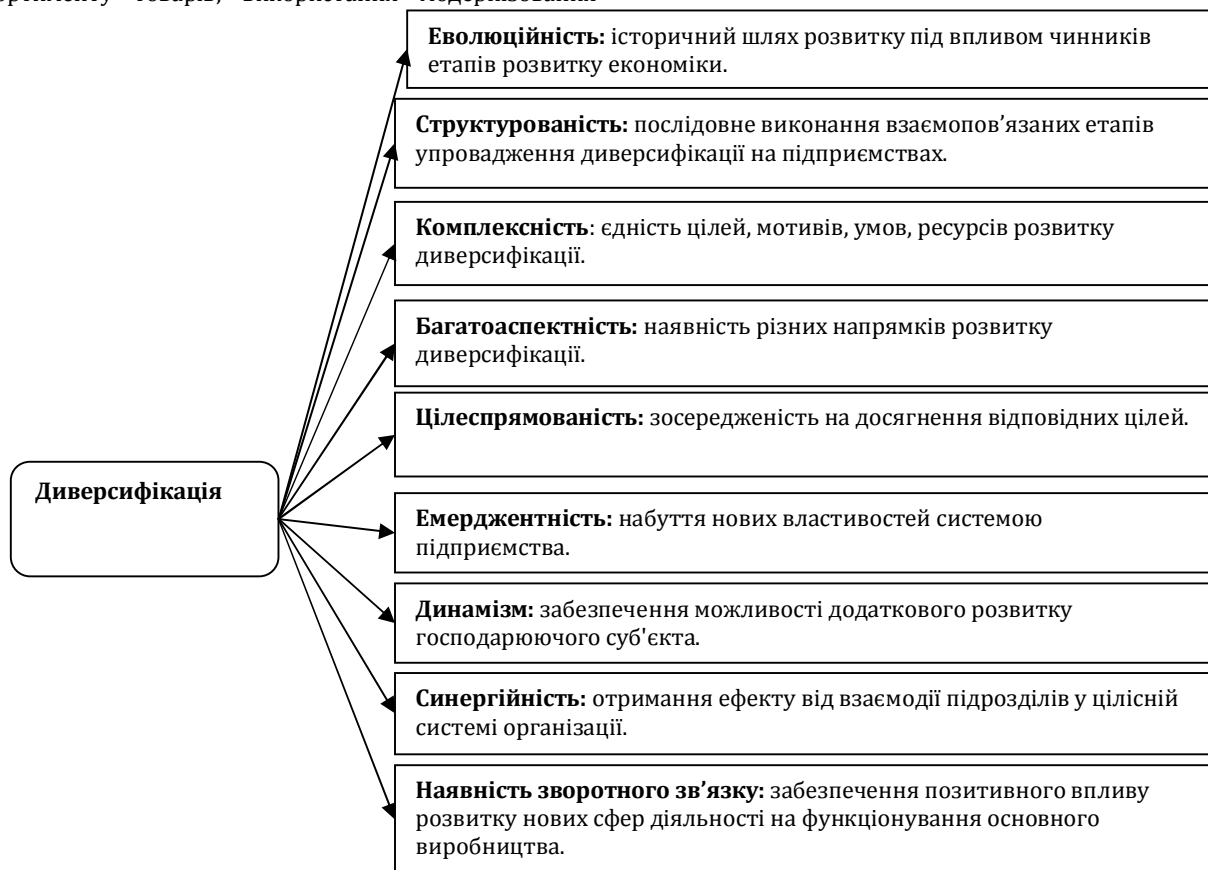 товарів, використання модернізованих
Еволюційність: історичний шлях розвитку під впливом чинників
етапів розвитку економіки.
Структурованість: послідовне виконання взаємопов’язаних етапів
упровадження диверсифікації на підприємствах.
Комплексність: єдність цілей, мотивів, умов, ресурсів розвитку
диверсифікації.
Багатоаспектність: наявність різних напрямків розвитку
диверсифікації.
Цілеспрямованість: зосередженість на досягнення відповідних цілей.
Диверсифікація
Емерджентність: набуття нових властивостей системою
підприємства.
Динамізм: забезпечення можливості додаткового розвитку
господарюючого суб'єкта.
Синергійність: отримання ефекту від взаємодії підрозділів у цілісній
системі організації.
Наявність зворотного зв’язку: забезпечення позитивного впливу
розвитку нових сфер діяльності на функціонування основного
виробництва.